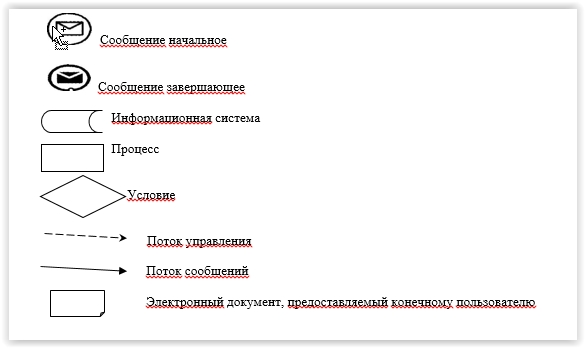 Сообщение начальное
Сообщение завершающее
Информационная система
Процесс
Условие
Поток управления
Поток сообщений
Электронный документ, предоставляемый конечному пользователю